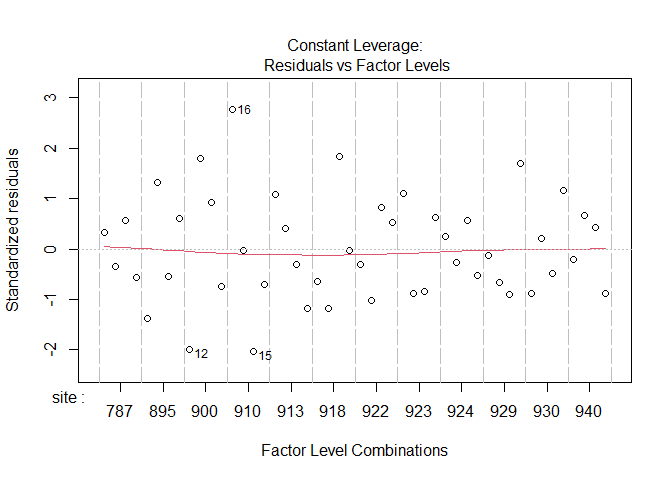 Constant Leverage:
Residuals vs Factor Levels
Standardized residuals
3
2
1
0
-1
-2
16
12
15
site :
787 895 900 910 913 918 922 923 924 929 930 940
Factor Level Combinations